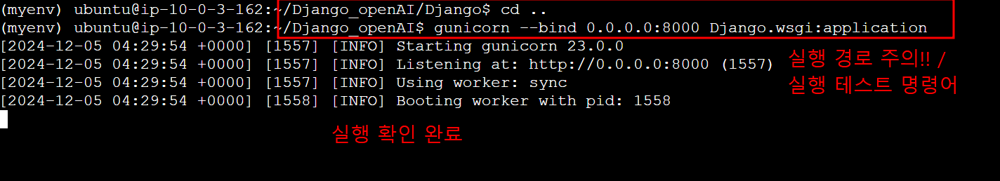 (myenv) ubuntu@ip-10-0-3-162:~/Django_openAI/Django$ cd ..
(myenv) ubuntu@ip-10-0-3-162:~/Django_openAI$ gunicorn --bind 0.0.0.0:8000 Django.wsgi:application
[2024-12-05 04:29:54 +0000] [1557] [INFO] Starting gunicorn 23.0.0
[2024-12-05 04:29:54 +0000] [1557] [INFO] Listening at: http://0.0.0.0:8000 (1557)
[2024-12-05 04:29:54 +0000] [1557] [INFO] Using worker: sync
[2024-12-05 04:29:54 +0000] [1558] [INFO] Booting worker with pid: 1558
실행 경로 주의!! /
실행 테스트 명령어
실행 확인 완료